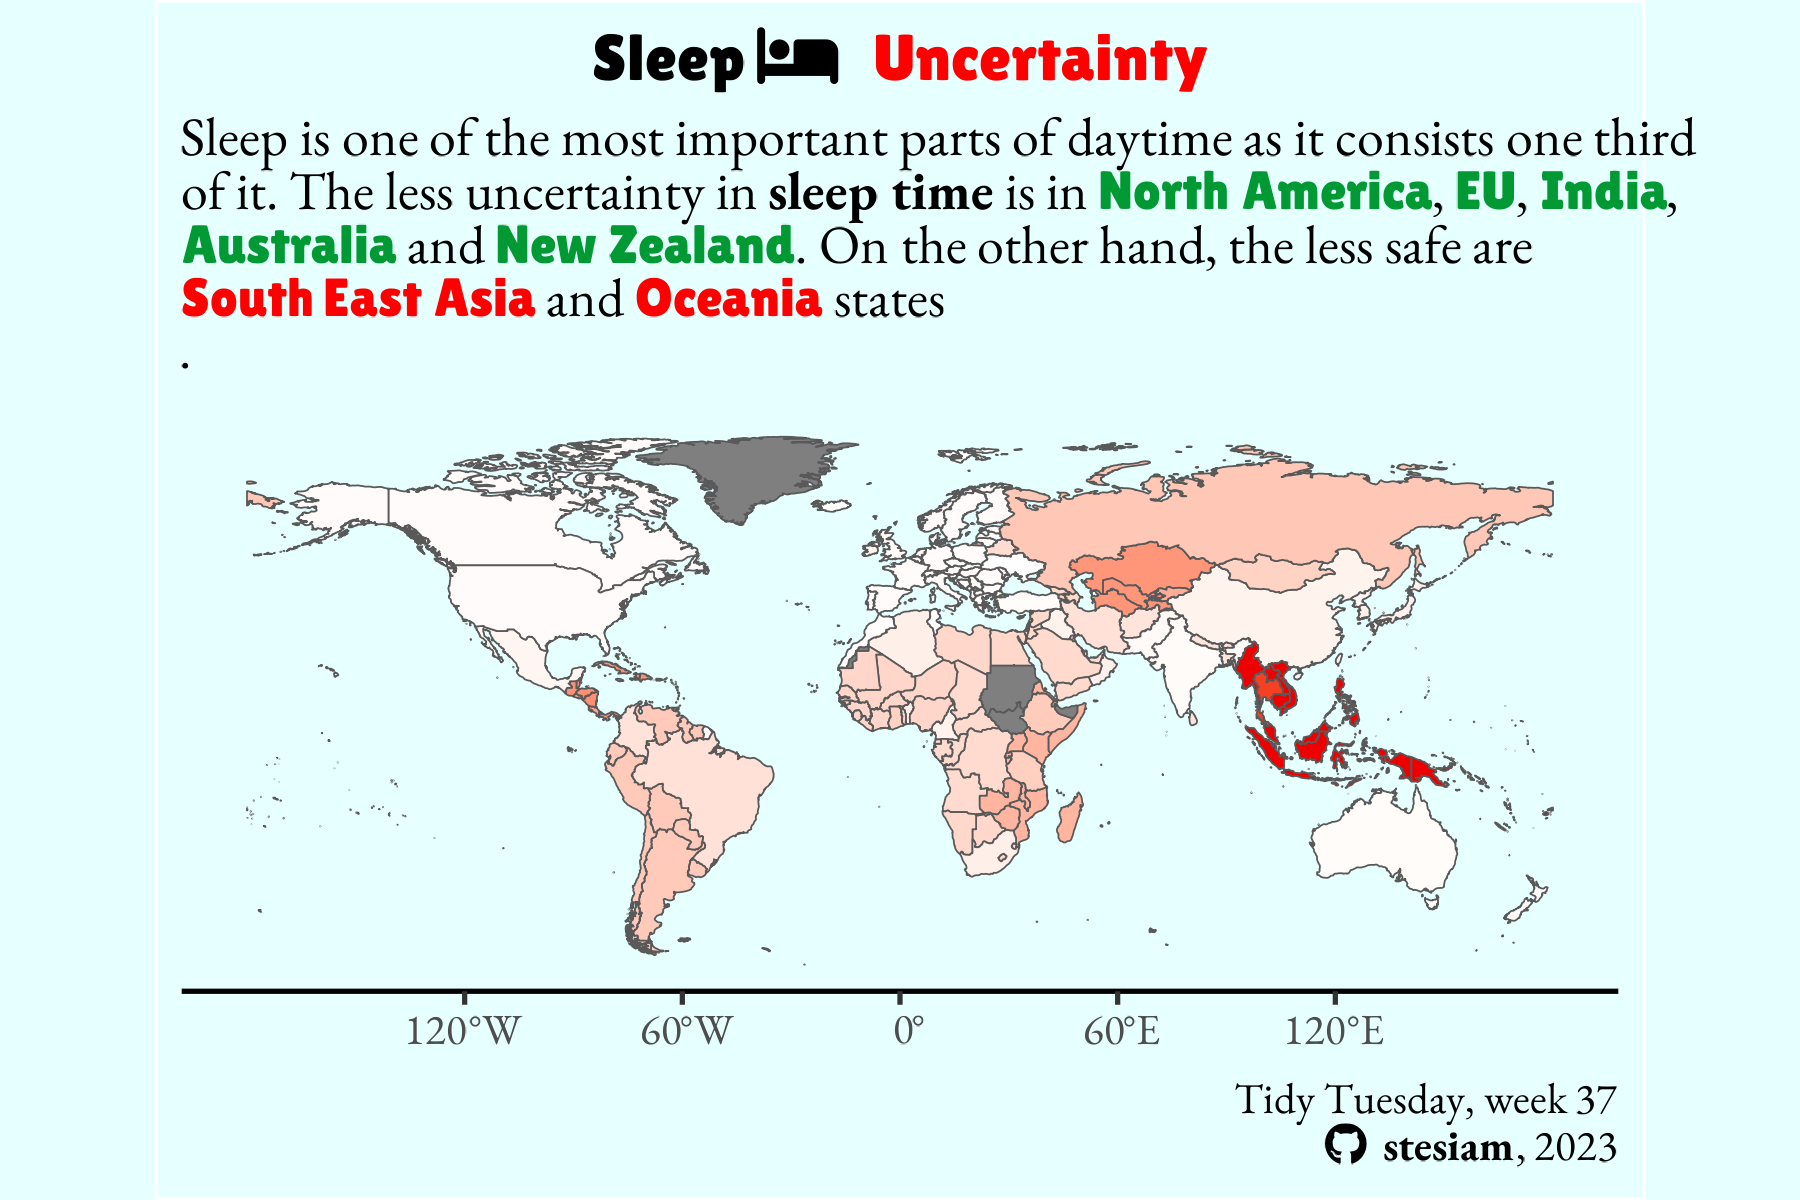 Sleep Uncertainty
Sleep is one of the most important parts of daytime as it consists one third
of it. The less uncertainty in sleep time is in North America, EU, India,
Australia and New Zealand. On the other hand, the less safe are
South East Asia and Oceania states
.
120°W 60°W 0° 60°E 120°E
Tidy Tuesday, week 37
stesiam, 2023